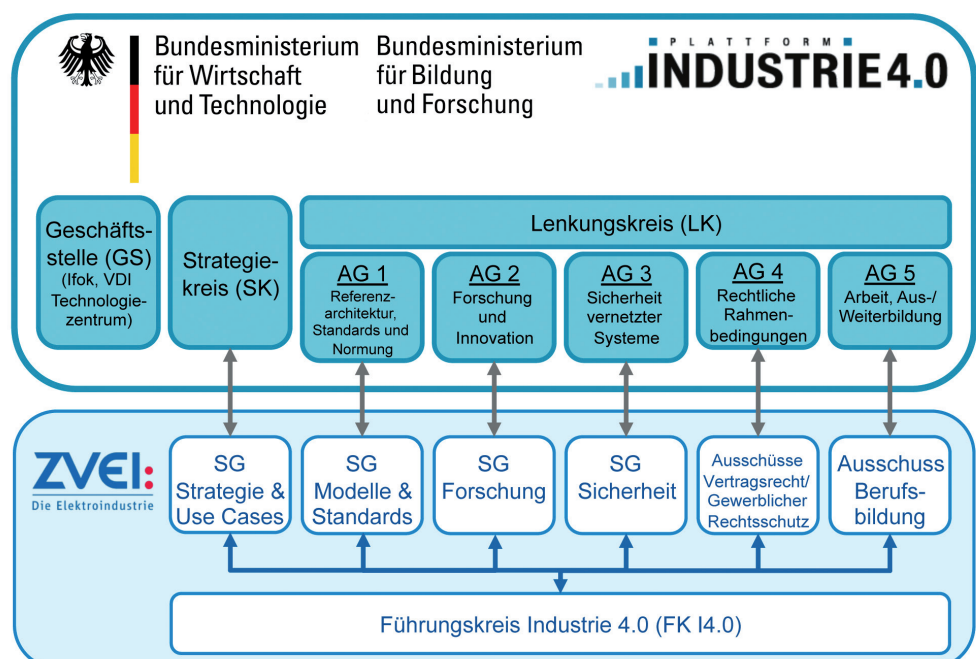 Bundesministerium
für Wirtschaft
und Technologie
Bundesministerium
für Bildung
und Forschung
PLATTFORM
INDUSTRIE4.0
Geschäfts-
stelle (GS)
(Ifok, VDI
Technologie-
zentrum)
Strategie-
kreis (SK)
Lenkungskreis (LK)
AG 1
Referenz-
architektur,
Standards und
Normung
AG 2
Forschung
und
Innovation
AG 3
Sicherheit
vernetzter
Systeme
AG 4
Rechtliche
Rahmen-
bedingungen
AG 5
Arbeit, Aus-/
Weiterbildung
ZVEI:
Die Elektroindustrie
SG
Strategie &
Use Cases
SG
Modelle &
Standards
SG
Forschung
SG
Sicherheit
Ausschüsse
Vertragsrecht/
Gewerblicher
Rechtsschutz
Ausschuss
Berufs-
bildung
Führungskreis Industrie 4.0 (FK I4.0)